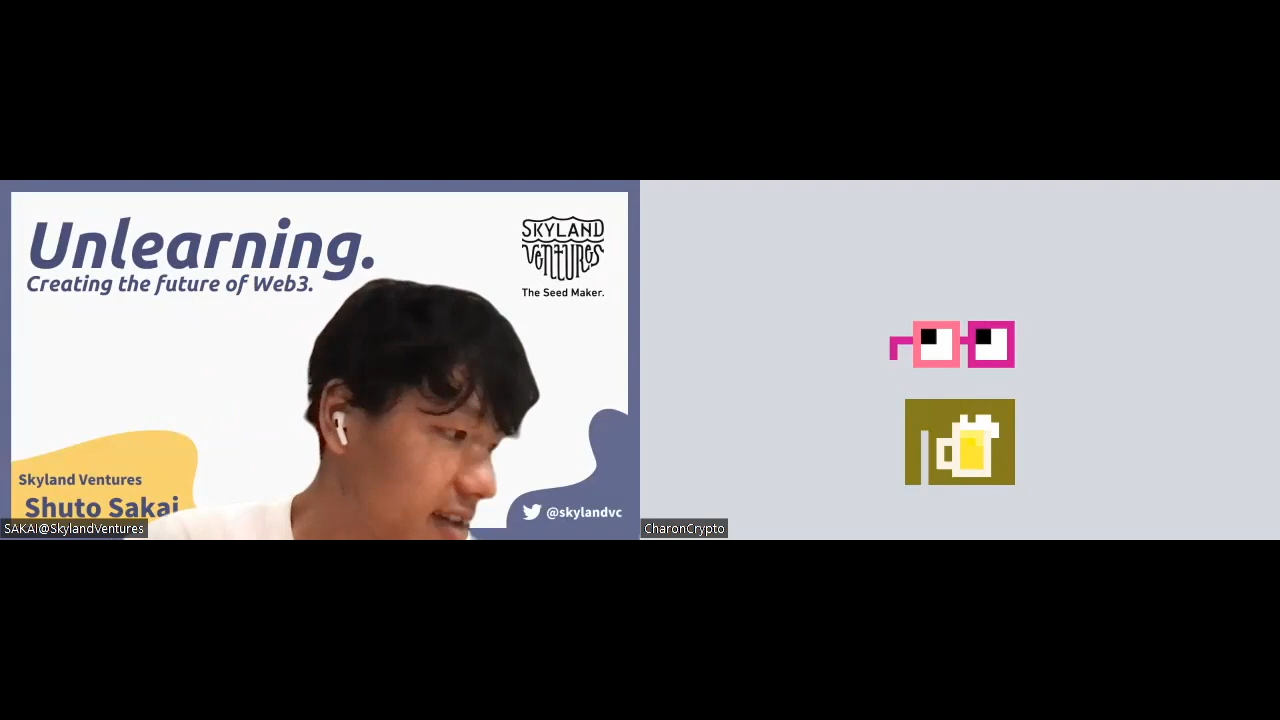 Unlearning.
Creating the future of Web3.
SKYLAND
VENTURES
The Seed Maker.
Skyland Ventures
Shuto Sakai
@skylandvc
SAKAI@SkylandVentures
CharonCrypto